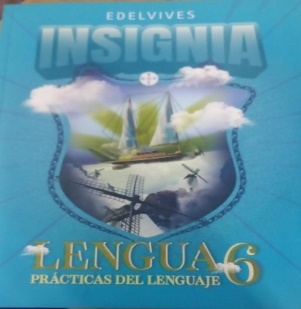 EDELVIVES
INSIGNIA
LENGUA 6
PRÁCTICAS DEL LENGUAJE